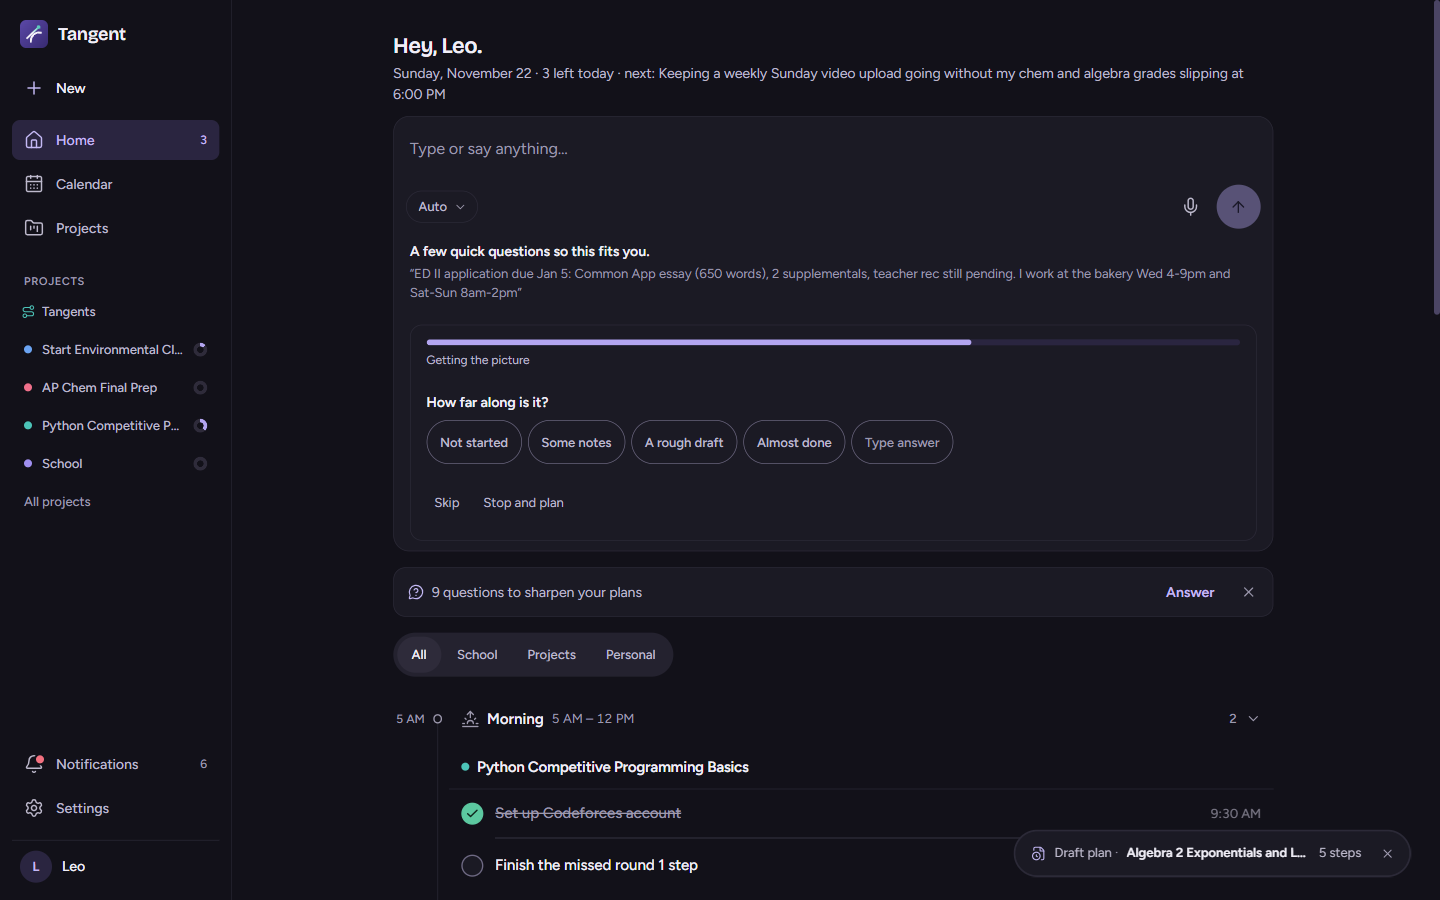 Tangent
New
Home 3
Calendar
Projects
PROJECTS
Tangents
Start Environmental Cl...
AP Chem Final Prep
Python Competitive P...
School
All projects
Notifications 6
Settings
L Leo
Hey, Leo.
Sunday, November 22 · 3 left today · next: Keeping a weekly Sunday video upload going without my chem and algebra grades slipping at
6:00 PM
Type or say anything...
Auto
A few quick questions so this fits you.
"ED II application due Jan 5: Common App essay (650 words), 2 supplementals, teacher rec still pending. I work at the bakery Wed 4-9pm and
Sat-Sun 8am-2pm"
Getting the picture
How far along is it?
Not started Some notes A rough draft Almost done Type answer
Skip Stop and plan
9 questions to sharpen your plans Answer
All School Projects Personal
5 AM Morning 5 AM – 12 PM 2
Python Competitive Programming Basics
Set up Codeforces account 9:30 AM
Finish the missed round 1 step
Draft plan · Algebra 2 Exponentials and L... 5 steps